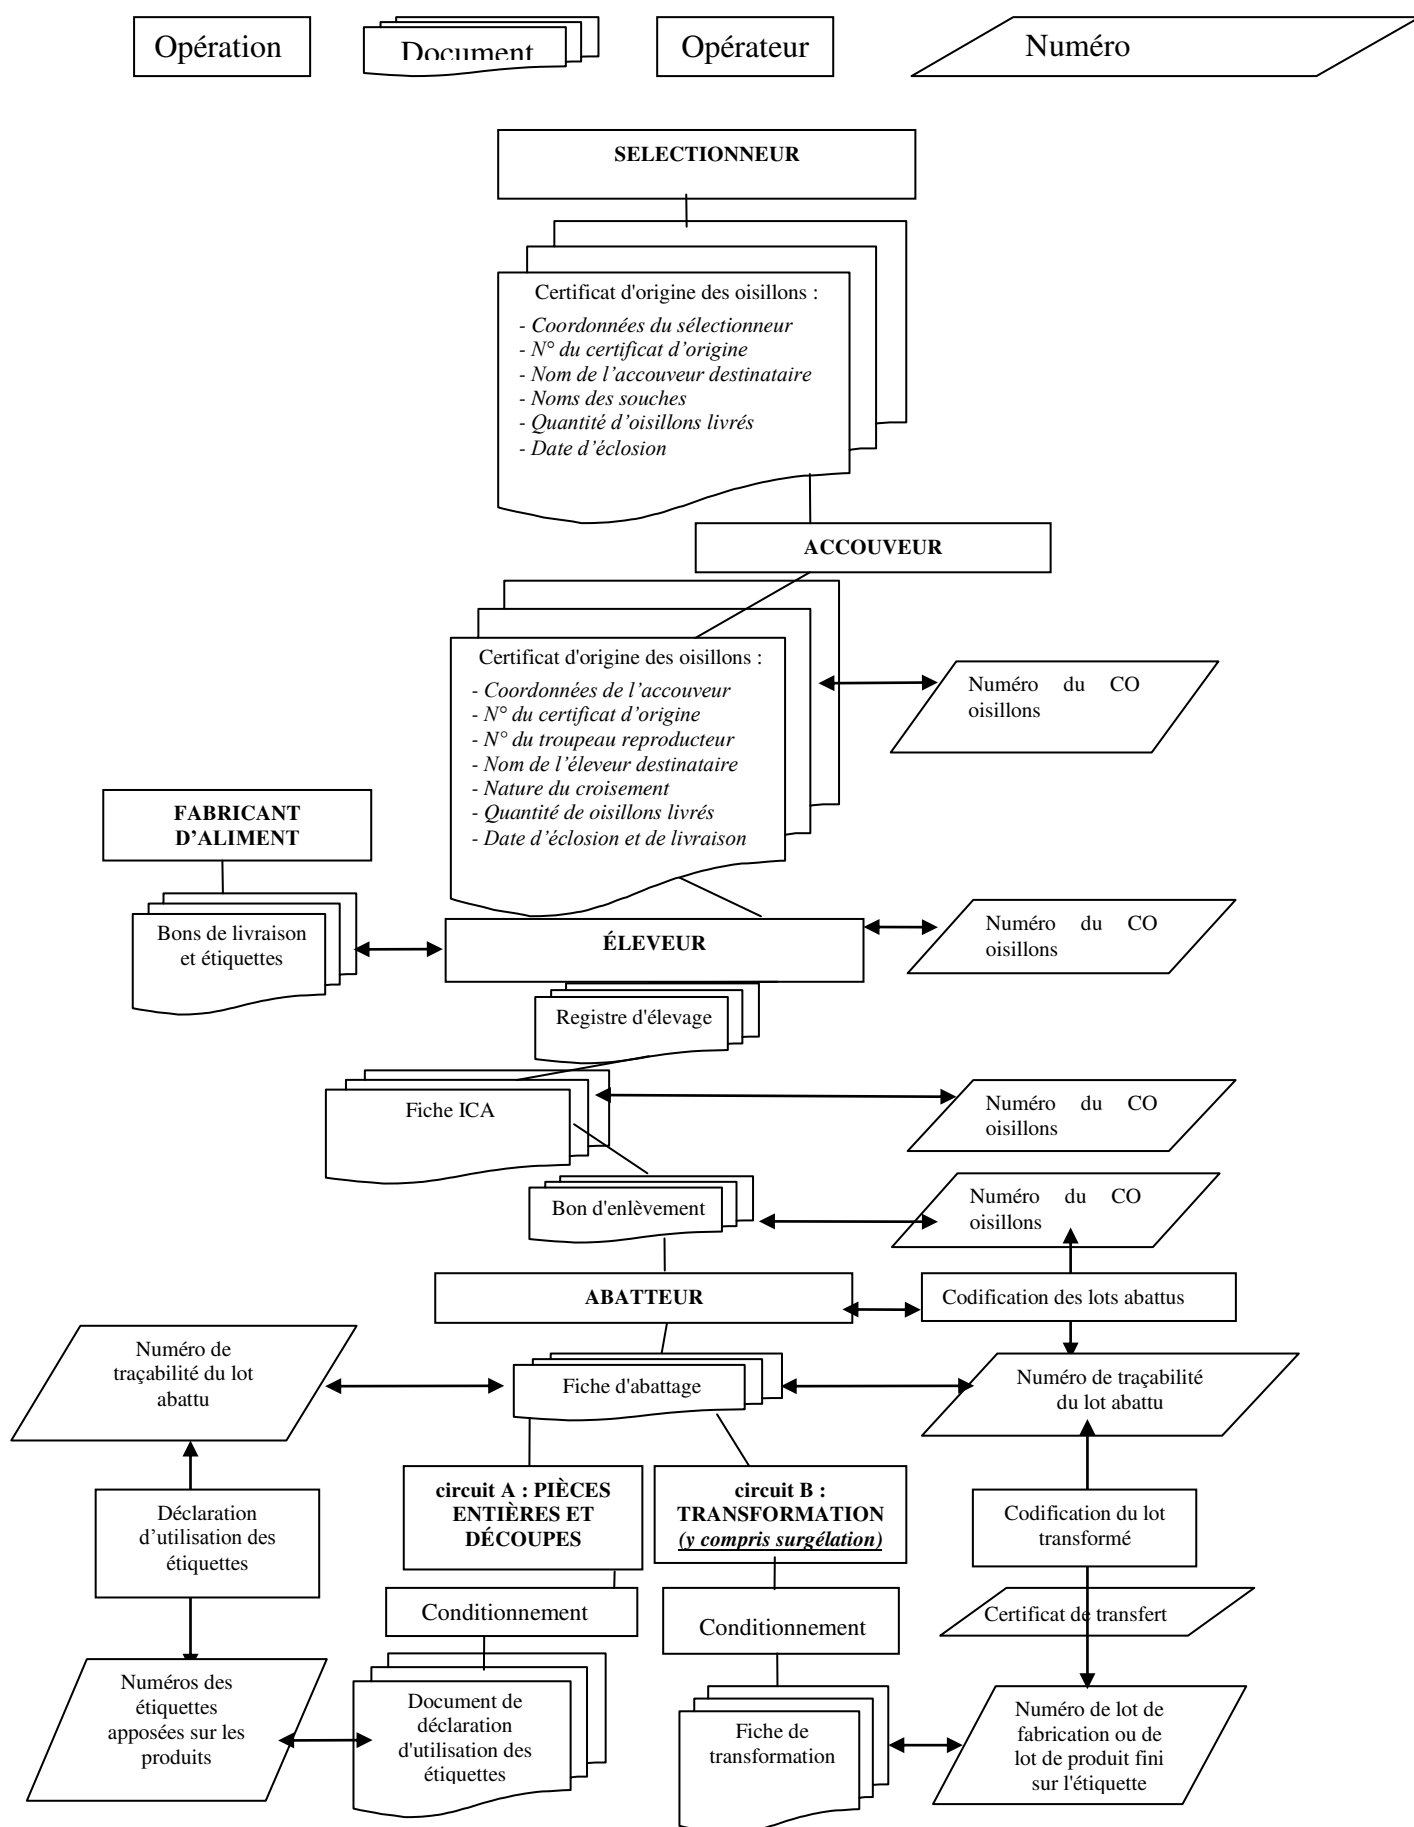 Opération
Document
Opérateur
Numéro
SELECTIONNEUR
Certificat d'origine des oisillons :
- Coordonnées du sélectionneur
- N° du certificat d’origine
- Nom de l’accouveur destinataire
- Noms des souches
- Quantité d’oisillons livrés
- Date d’éclosion
ACCOUVEUR
Certificat d'origine des oisillons :
- Coordonnées de l’accouveur
- N° du certificat d’origine
- N° du troupeau reproducteur
- Nom de l’éleveur destinataire
- Nature du croisement
- Quantité de oisillons livrés
- Date d’éclosion et de livraison
Numéro du CO
oisillons
FABRICANT
D’ALIMENT
Bons de livraison
et étiquettes
ÉLEVEUR
Numéro du CO
oisillons
Registre d'élevage
Fiche ICA
Numéro du CO
oisillons
Bon d'enlèvement
Numéro du CO
oisillons
ABATTEUR
Codification des lots abattus
Numéro de
traçabilité du lot
abattu
Fiche d'abattage
Numéro de traçabilité
du lot abattu
Déclaration
d’utilisation des
étiquettes
circuit A : PIÈCES
ENTIÈRES ET
DÉCOUPES
circuit B :
TRANSFORMATION
(y compris surgélation)
Codification du lot
transformé
Conditionnement
Conditionnement
Certificat de transfert
Numéros des
étiquettes
apposées sur les
produits
Document de
déclaration
d'utilisation des
étiquettes
Fiche de
transformation
Numéro de lot de
fabrication ou de
lot de produit fini
sur l'étiquette